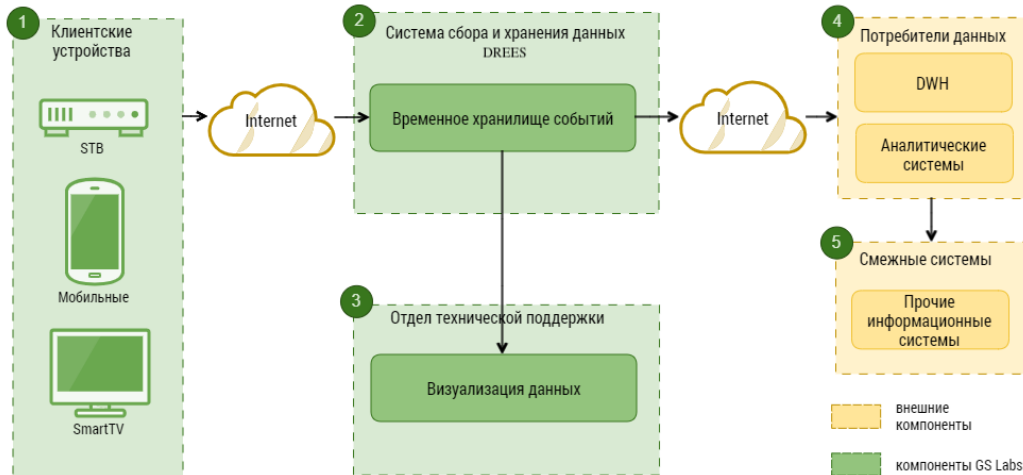 1
Клиентские
устройства
STB
Мобильные
SmartTV
Internet
2
Система сбора и хранения данных
DREES
Временное хранилище событий
3
Отдел технической поддержки
Визуализация данных
Internet
4
Потребители данных
DWH
Аналитические
системы
5
Смежные системы
Прочие
информационные
системы
внешние
компоненты
компоненты GS Labs